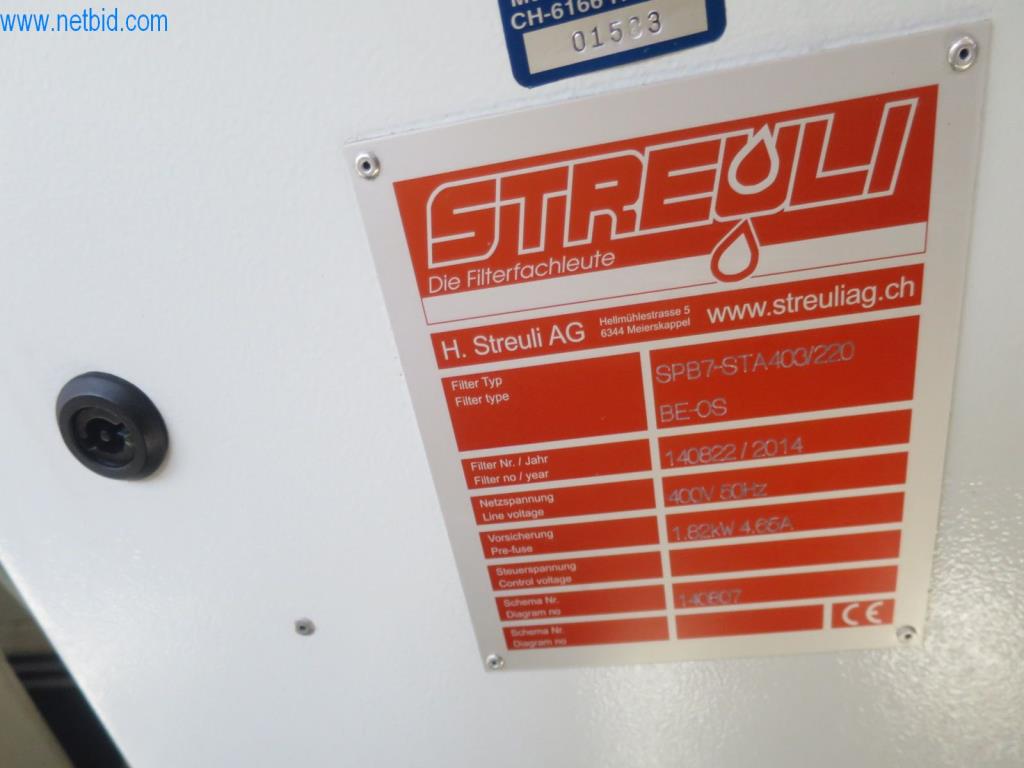 www.netbid.com
CH-6166
01583
STREULI
Die Filterfachleute
H. Streuli AG
Hellmühlestrasse 5
6344 Meierskappel
www.streuliag.ch
Filter Typ
Filter type
SPB7-STA403/220
BE-OS
Filter Nr. / Jahr
Filter no / year
140822 / 2014
Netzspannung
Line voltage
400V 50Hz
Vorsicherung
Pre-fuse
1.82kW 4.65A
Steuerspannung
Control voltage
Schema Nr.
Diagram no
140807
Schema Nr.
Diagram no
CE